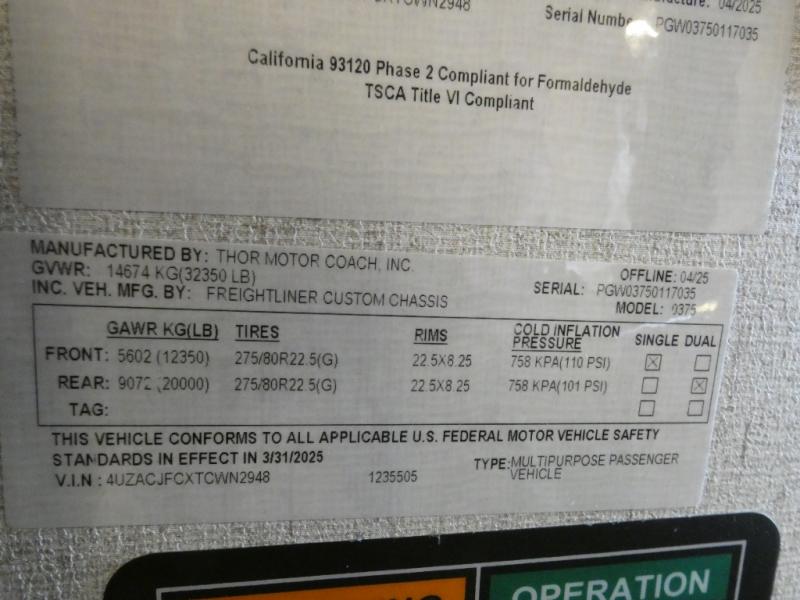 04/2025
Serial Number PGW03750117035
California 93120 Phase 2 Compliant for Formaldehyde
TSCA Title VI Compliant
MANUFACTURED BY: THOR MOTOR COACH, INC.
GVWR: 14674 KG(32350 LB)
INC. VEH. MFG. BY: FREIGHTLINER CUSTOM CHASSIS
OFFLINE: 04/25
SERIAL: PGW03750117035
MODEL: 0375
GAWR KG(LB) TIRES RIMS COLD INFLATION PRESSURE SINGLE DUAL
FRONT: 5602 (12350) 275/80R22.5(G) 22.5X8.25 758 KPA(110 PSI) ☒ ☐
REAR: 9072 (20000) 275/80R22.5(G) 22.5X8.25 758 KPA(101 PSI) ☐ ☒
TAG: ☐ ☐
THIS VEHICLE CONFORMS TO ALL APPLICABLE U.S. FEDERAL MOTOR VEHICLE SAFETY
STANDARDS IN EFFECT IN 3/31/2025
TYPE: MULTIPURPOSE PASSENGER VEHICLE
V.I.N : 4UZACJFCXTCWN2948 1235505
OPERATION